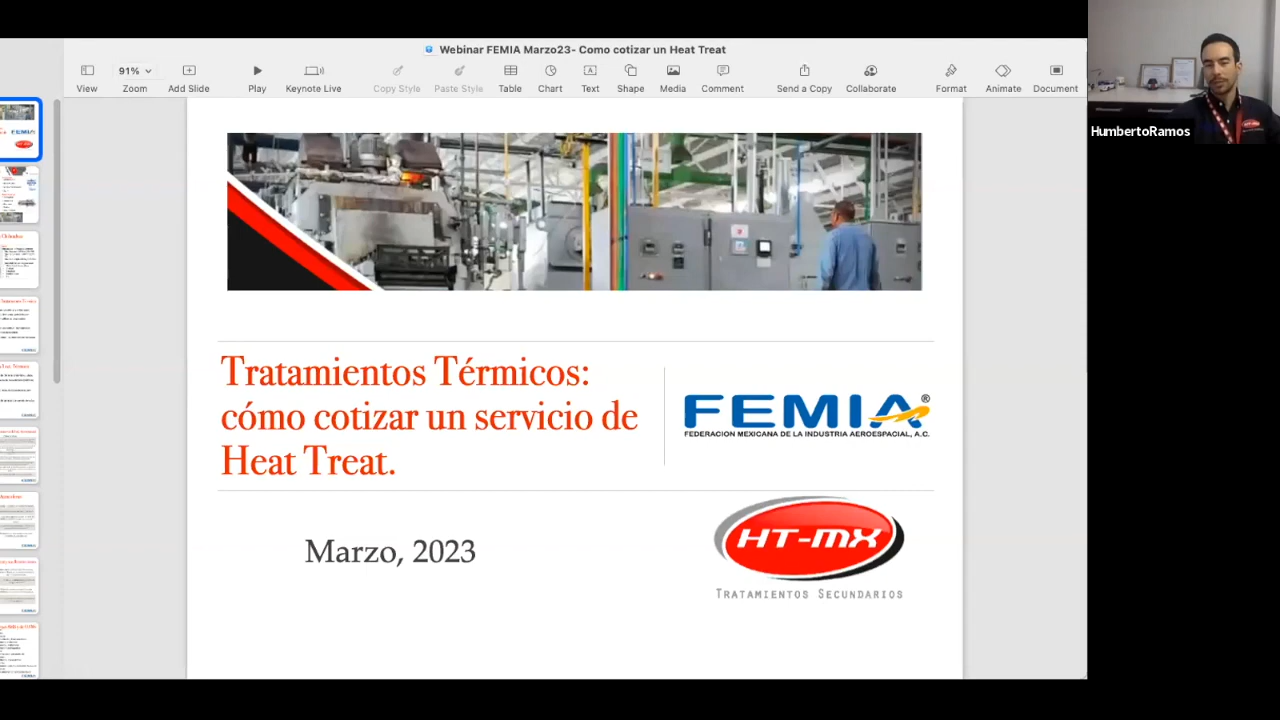 Webinar FEMIA Marzo23- Como cotizar un Heat Treat
91%
View
Zoom
Add Slide
Play
Keynote Live
Copy Style
Paste Style
Table
Chart
Text
Shape
Media
Comment
Send a Copy
Collaborate
Format
Animate
Document
HumbertoRamos
Tratamientos Térmicos:
cómo cotizar un servicio de
Heat Treat.
FEMIA®
FEDERACION MEXICANA DE LA INDUSTRIA AEROESPACIAL, A.C.
Marzo, 2023
HT-MX
TRATAMIENTOS SECUNDARIOS